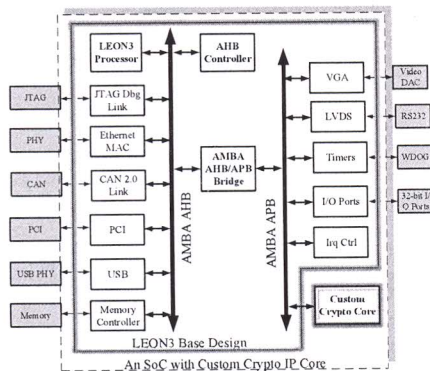 LEON3
Processor
AHB
Controller
JTAG
JTAG Dbg
Link
PHY
Ethernet
MAC
CAN
CAN 2.0
Link
PCI
PCI
USB PHY
USB
Memory
Memory
Controller
AMBA AHB
AMBA
AHB/APB
Bridge
AMBA APB
VGA
Video
DAC
LVDS
RS232
Timers
WDOG
I/O Ports
32-bit I/
O Ports
Irq Ctrl
Custom
Crypto Core
LEON3 Base Design
An SoC with Custom Crypto IP Core